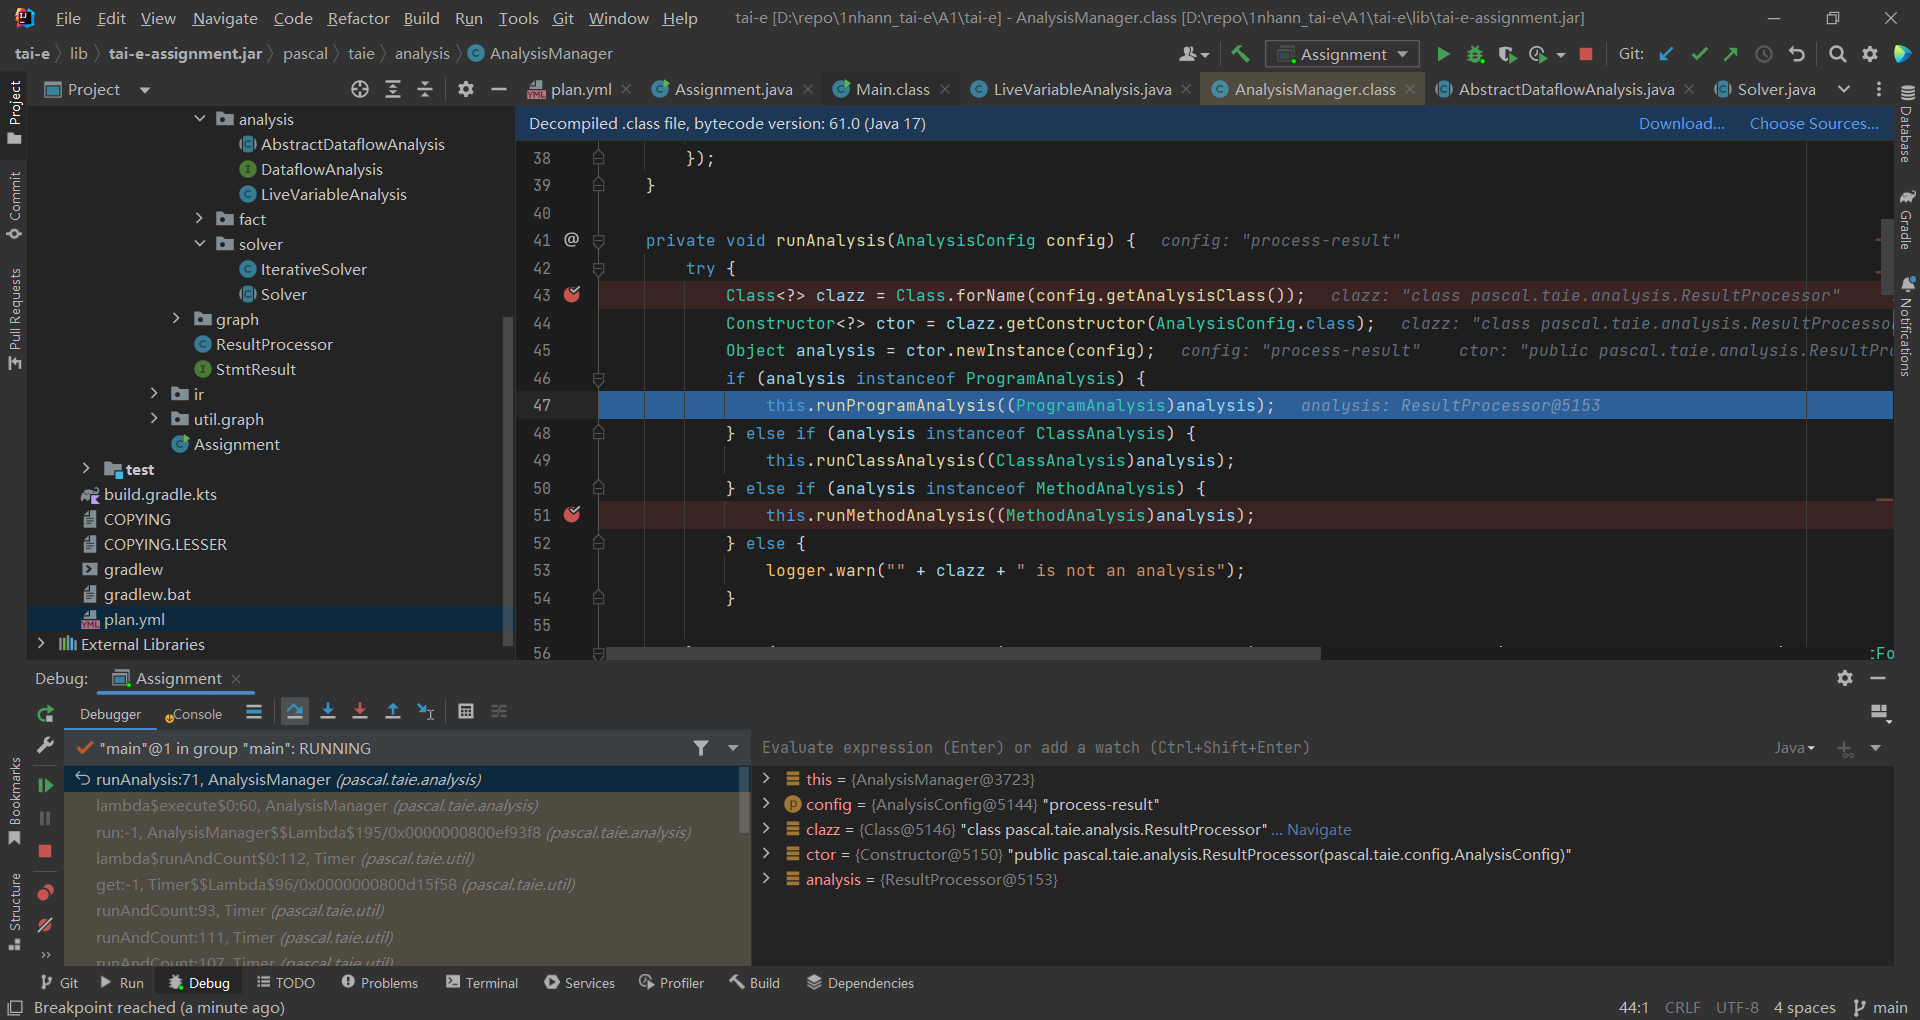 File Edit View Navigate Code Refactor Build Run Tools Git Window Help tai-e [D:\repo\1nhann_tai-e\A1\tai-e] - AnalysisManager.class [D:\repo\1nhann_tai-e\A1\tai-e\lib\tai-e-assignment.jar]
tai-e lib tai-e-assignment.jar pascal taie analysis AnalysisManager Assignment Git:
Project plan.yml Assignment.java Main.class LiveVariableAnalysis.java AnalysisManager.class AbstractDataflowAnalysis.java Solver.java
Decompiled .class file, bytecode version: 61.0 (Java 17) Download... Choose Sources...
Project
Commit
Pull Requests
Bookmarks
Structure
analysis
AbstractDataflowAnalysis
DataflowAnalysis
LiveVariableAnalysis
fact
solver
IterativeSolver
Solver
graph
ResultProcessor
StmtResult
ir
util.graph
Assignment
test
build.gradle.kts
COPYING
COPYING.LESSER
gradlew
gradlew.bat
plan.yml
External Libraries
38 });
39 }
40
41 @ private void runAnalysis(AnalysisConfig config) { config: "process-result"
42 try {
43 Class<?> clazz = Class.forName(config.getAnalysisClass()); clazz: "class pascal.taie.analysis.ResultProcessor"
44 Constructor<?> ctor = clazz.getConstructor(AnalysisConfig.class); clazz: "class pascal.taie.analysis.ResultProcessor
45 Object analysis = ctor.newInstance(config); config: "process-result" ctor: "public pascal.taie.analysis.ResultPr
46 if (analysis instanceof ProgramAnalysis) {
47 this.runProgramAnalysis((ProgramAnalysis)analysis); analysis: ResultProcessor@5153
48 } else if (analysis instanceof ClassAnalysis) {
49 this.runClassAnalysis((ClassAnalysis)analysis);
50 } else if (analysis instanceof MethodAnalysis) {
51 this.runMethodAnalysis((MethodAnalysis)analysis);
52 } else {
53 logger.warn("" + clazz + " is not an analysis");
54 }
55
56
Database
Gradle
Notifications
Debug: Assignment
Debugger Console
"main"@1 in group "main": RUNNING
runAnalysis:71, AnalysisManager (pascal.taie.analysis)
lambda$execute$0:60, AnalysisManager (pascal.taie.analysis)
run:-1, AnalysisManager$$Lambda$195/0x0000000800ef93f8 (pascal.taie.analysis)
lambda$runAndCount$0:112, Timer (pascal.taie.util)
get:-1, Timer$$Lambda$96/0x0000000800d15f58 (pascal.taie.util)
runAndCount:93, Timer (pascal.taie.util)
runAndCount:111, Timer (pascal.taie.util)
runAndCount:107, Timer (pascal.taie.util)
Evaluate expression (Enter) or add a watch (Ctrl+Shift+Enter) Java
this = {AnalysisManager@3723}
config = {AnalysisConfig@5144} "process-result"
clazz = {Class@5146} "class pascal.taie.analysis.ResultProcessor" ... Navigate
ctor = {Constructor@5150} "public pascal.taie.analysis.ResultProcessor(pascal.taie.config.AnalysisConfig)"
analysis = {ResultProcessor@5153}
Git Run Debug TODO Problems Terminal Services Profiler Build Dependencies
Breakpoint reached (a minute ago) 44:1 CRLF UTF-8 4 spaces main